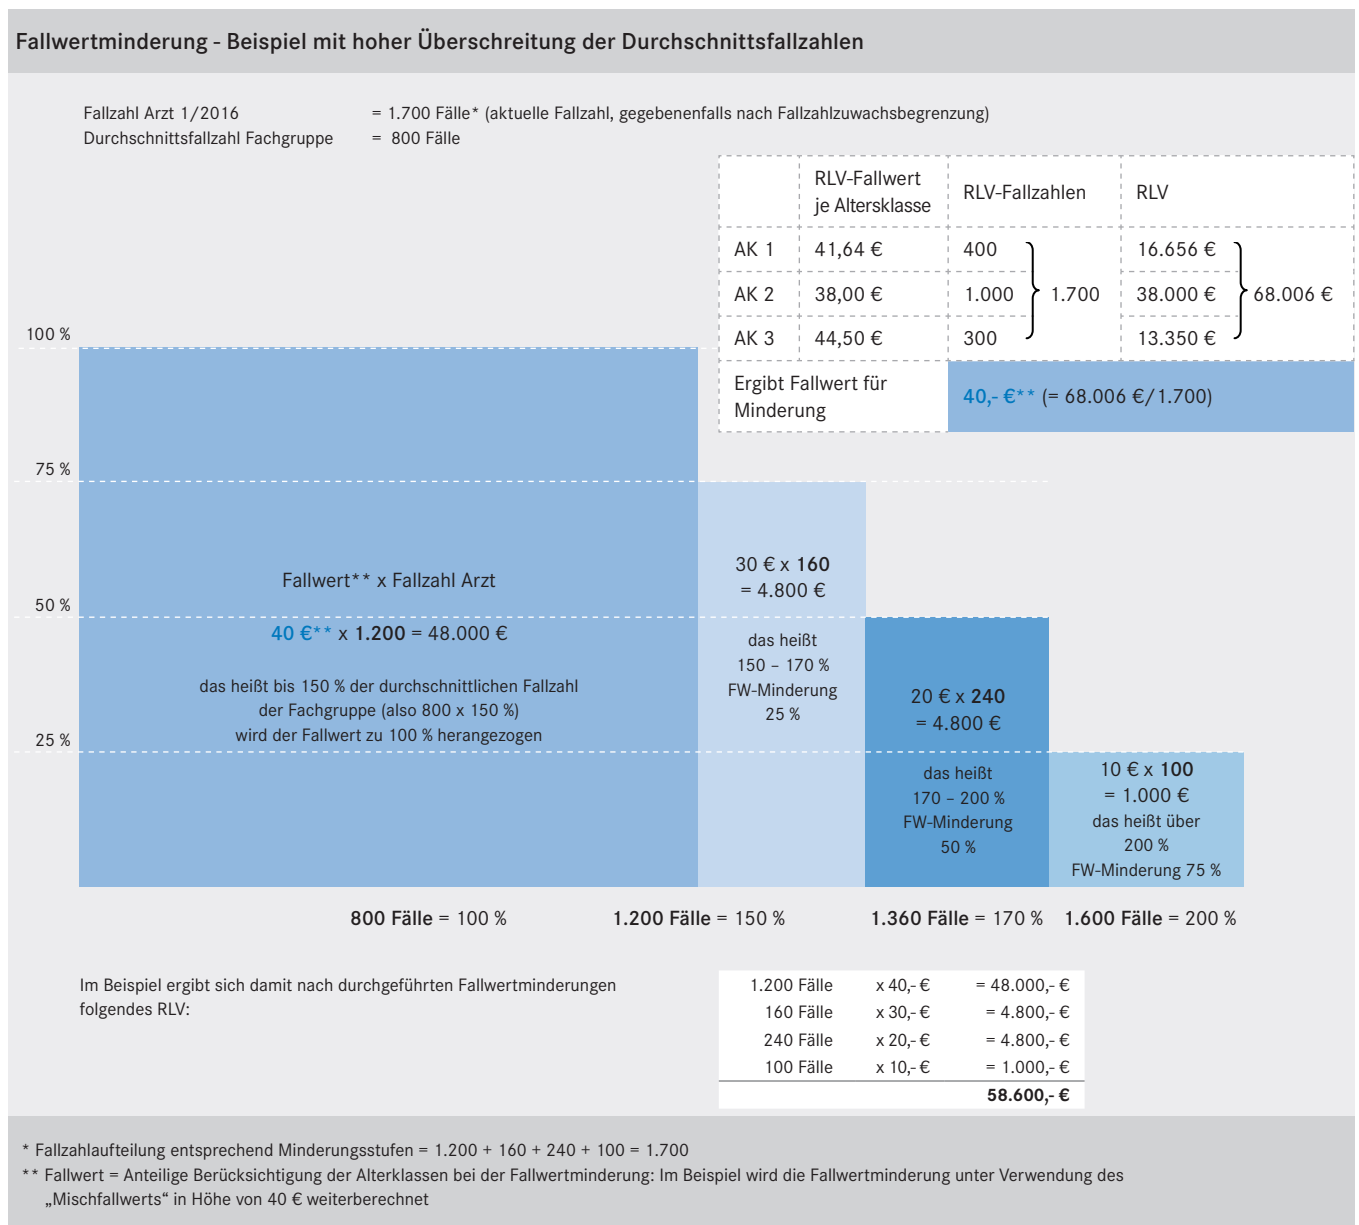 Fallwertminderung - Beispiel mit hoher Überschreitung der Durchschnittsfallzahlen
Fallzahl Arzt 1/2016 = 1.700 Fälle* (aktuelle Fallzahl, gegebenenfalls nach Fallzahlzuwachsbegrenzung)
Durchschnittsfallzahl Fachgruppe = 800 Fälle
RLV-Fallwert
je Altersklasse
RLV-Fallzahlen
RLV
AK 1 41,64 € 400 16.656 €
AK 2 38,00 € 1.000 1.700 38.000 € 68.006 €
AK 3 44,50 € 300 13.350 €
Ergibt Fallwert für
Minderung
40,- €** (= 68.006 €/1.700)
100 %
75 %
50 %
25 %
Fallwert** x Fallzahl Arzt
40 €** x 1.200 = 48.000 €
das heißt bis 150 % der durchschnittlichen Fallzahl
der Fachgruppe (also 800 x 150 %)
wird der Fallwert zu 100 % herangezogen
30 € x 160
= 4.800 €
das heißt
150 – 170 %
FW-Minderung
25 %
20 € x 240
= 4.800 €
das heißt
170 – 200 %
FW-Minderung
50 %
10 € x 100
= 1.000 €
das heißt über
200 %
FW-Minderung 75 %
800 Fälle = 100 % 1.200 Fälle = 150 % 1.360 Fälle = 170 % 1.600 Fälle = 200 %
Im Beispiel ergibt sich damit nach durchgeführten Fallwertminderungen
folgendes RLV:
1.200 Fälle x 40,- € = 48.000,- €
160 Fälle x 30,- € = 4.800,- €
240 Fälle x 20,- € = 4.800,- €
100 Fälle x 10,- € = 1.000,- €
58.600,- €
* Fallzahlaufteilung entsprechend Minderungsstufen = 1.200 + 160 + 240 + 100 = 1.700
** Fallwert = Anteilige Berücksichtigung der Alterklassen bei der Fallwertminderung: Im Beispiel wird die Fallwertminderung unter Verwendung des
„Mischfallwerts“ in Höhe von 40 € weiterberechnet